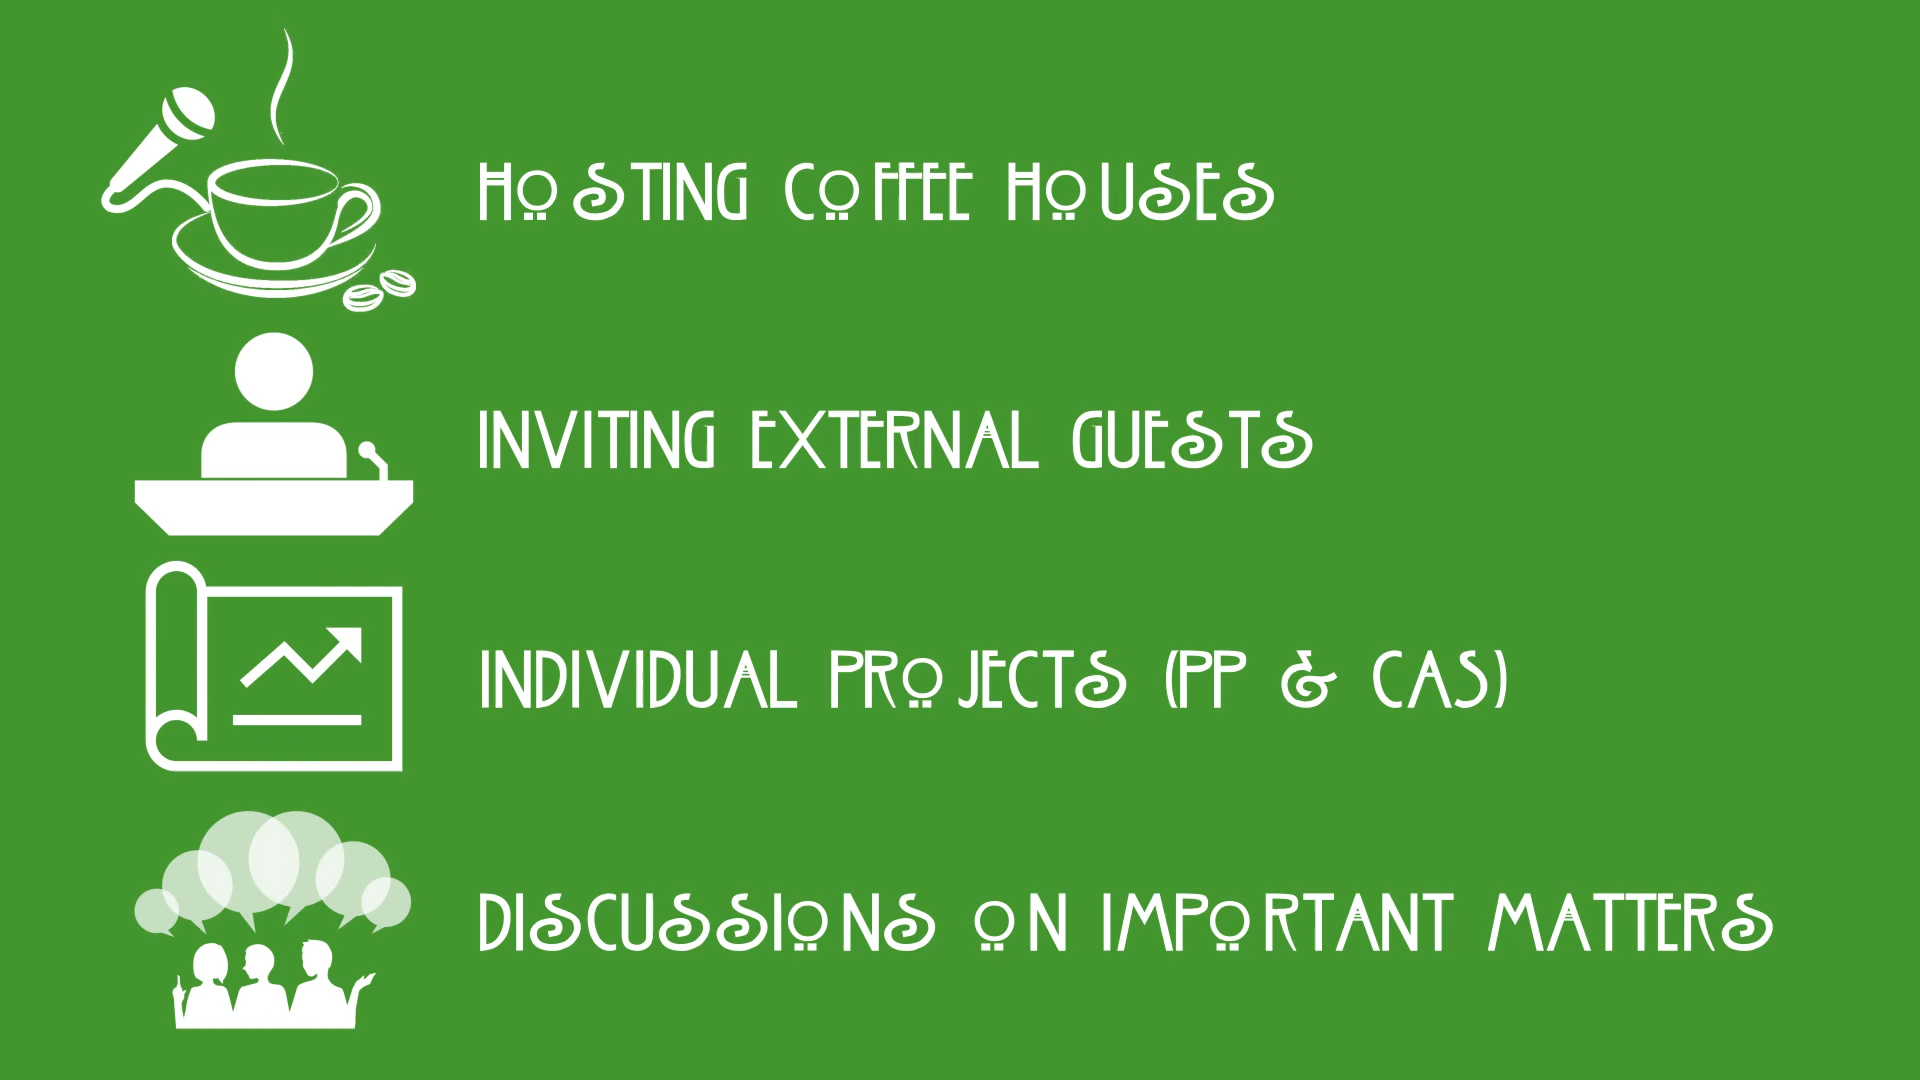 HOSTING COFFEE HOUSES
INVITING EXTERNAL GUESTS
INDIVIDUAL PROJECTS (PP & CAS)
DISCUSSIONS ON IMPORTANT MATTERS